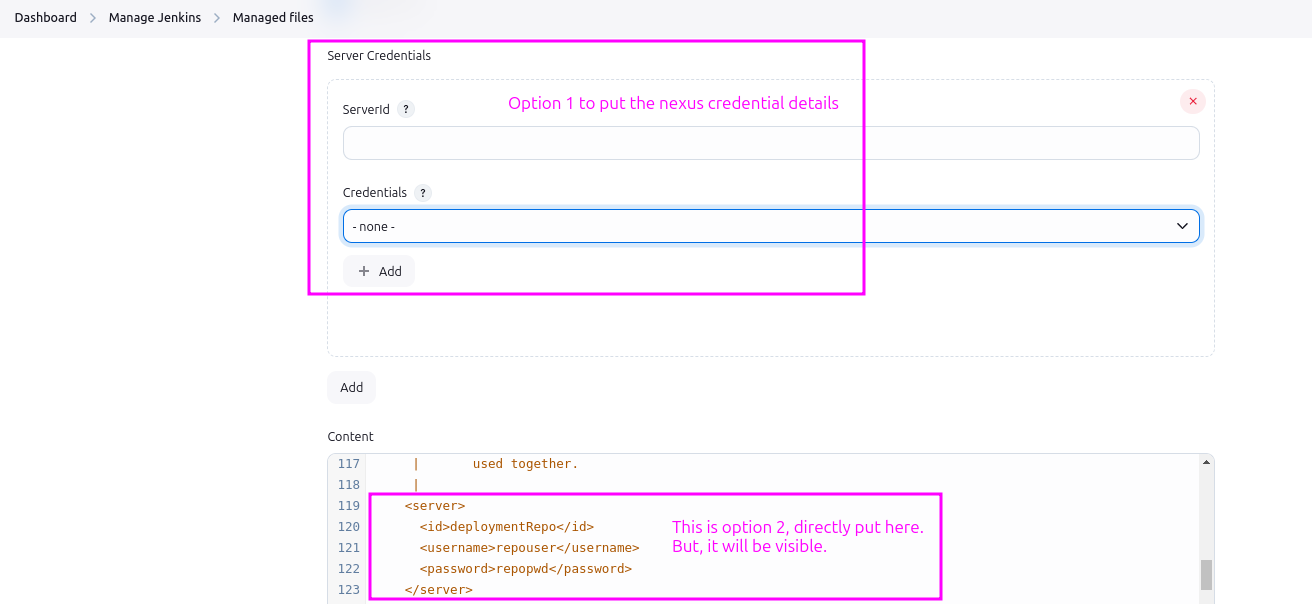 Dashboard > Manage Jenkins > Managed files
Server Credentials
Option 1 to put the nexus credential details
ServerId ?
Credentials ?
- none -
+ Add
Add
Content
117 | used together.
118 |
119 <server>
120 <id>deploymentRepo</id>
This is option 2, directly put here.
121 <username>repouser</username>
But, it will be visible.
122 <password>repopwd</password>
123 </server>